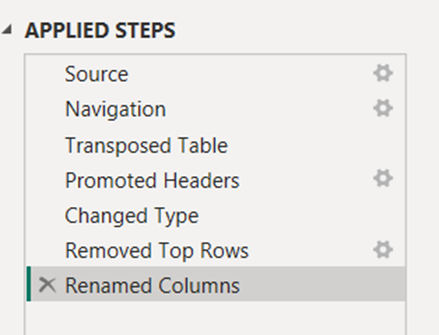 APPLIED STEPS
Source
Navigation
Transposed Table
Promoted Headers
Changed Type
Removed Top Rows
Renamed Columns